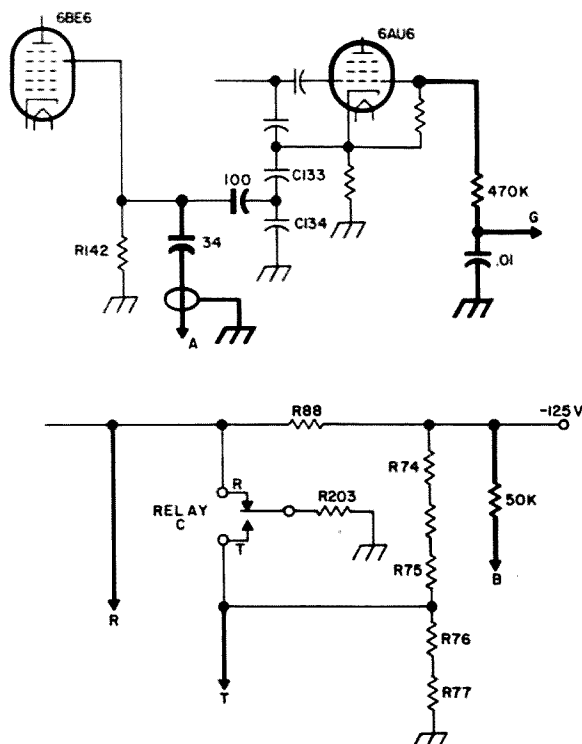 6BE6
6AU6
100
C133
470K
G
R142
34
C134
.01
A
R88
-125V
R
R74
RELAY
C
R203
50K
T
R75
B
R
R76
T
R77